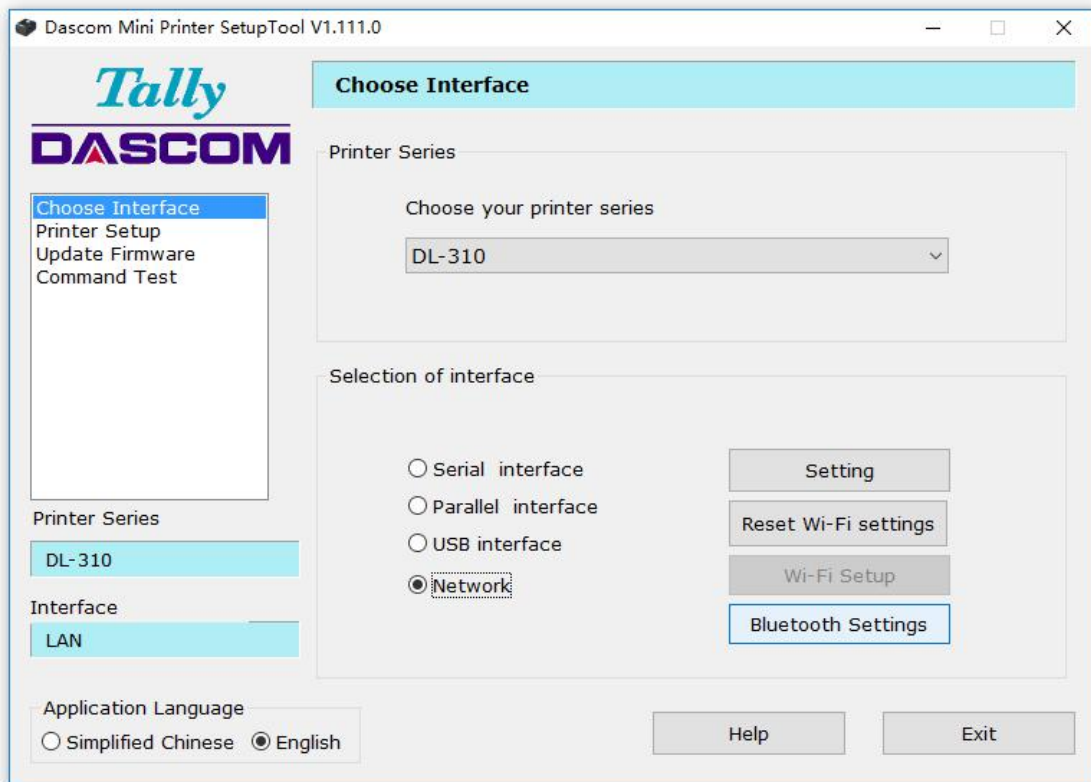 Dascom Mini Printer SetupTool V1.111.0
Tally
DASCOM
Choose Interface
Printer Setup
Update Firmware
Command Test
Printer Series
DL-310
Interface
LAN
Application Language
Simplified Chinese
English
Choose Interface
Printer Series
Choose your printer series
DL-310
Selection of interface
Serial interface
Parallel interface
USB interface
Network
Setting
Reset Wi-Fi settings
Wi-Fi Setup
Bluetooth Settings
Help
Exit